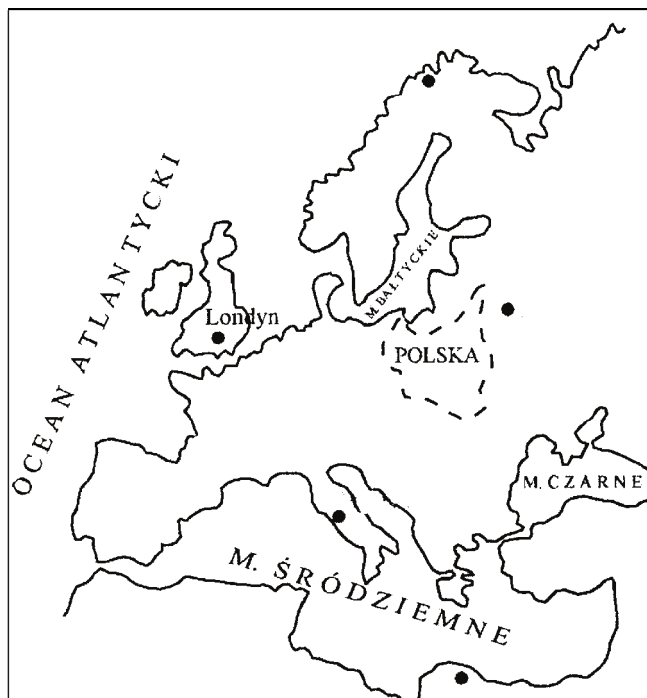 OCEAN ATLANTYCKI
M. BAŁTYCKIE
Londyn
POLSKA
M. CZARNE
M. ŚRÓDZIEMNE